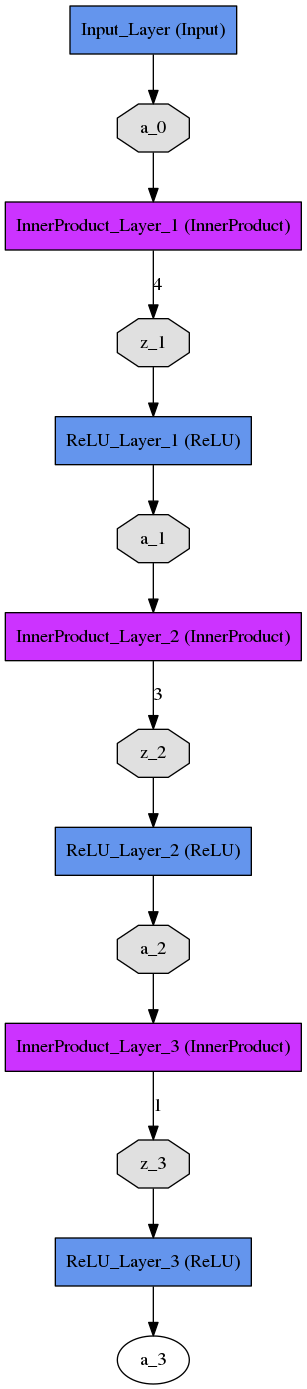 Input_Layer (Input)
a_0
InnerProduct_Layer_1 (InnerProduct)
4
z_1
ReLU_Layer_1 (ReLU)
a_1
InnerProduct_Layer_2 (InnerProduct)
3
z_2
ReLU_Layer_2 (ReLU)
a_2
InnerProduct_Layer_3 (InnerProduct)
1
z_3
ReLU_Layer_3 (ReLU)
a_3